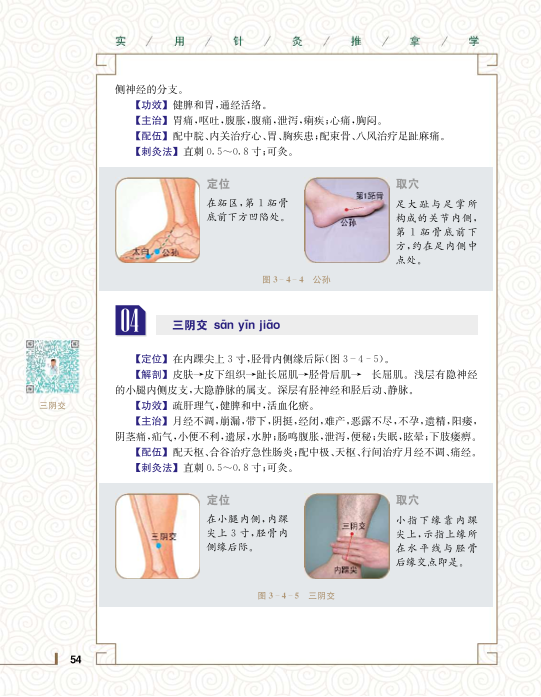 实 / 用 / 针 / 灸 / 推 / 拿 / 学
侧神经的分支。
【功效】健脾和胃,通经活络。
【主治】胃痛,呕吐,腹胀,腹痛,泄泻,痢疾;心痛,胸闷。
【配伍】配中脘、内关治疗心、胃、胸疾患;配束骨、八风治疗足趾麻痛。
【刺灸法】直刺 0.5～0.8 寸;可灸。
定位
在跖区,第 1 跖骨
底前下方凹陷处。
太白
公孙
取穴
足大趾与足掌所
构成的关节内侧,
第 1 跖骨底前下
方,约在足内侧中
点处。
第1跖骨
公孙
图 3-4-4 公孙
04
三阴交 sān yīn jiāo
三阴交
【定位】在内踝尖上 3 寸,胫骨内侧缘后际(图 3-4-5)。
【解剖】皮肤→皮下组织→趾长屈肌→胫骨后肌→ 长屈肌。浅层有隐神经
的小腿内侧皮支,大隐静脉的属支。深层有胫神经和胫后动、静脉。
【功效】疏肝理气,健脾和中,活血化瘀。
【主治】月经不调,崩漏,带下,阴挺,经闭,难产,恶露不尽,不孕,遗精,阳痿,
阴茎痛,疝气,小便不利,遗尿,水肿;肠鸣腹胀,泄泻,便秘;失眠,眩晕;下肢痿痹。
【配伍】配天枢、合谷治疗急性肠炎;配中极、天枢、行间治疗月经不调、痛经。
【刺灸法】直刺 0.5～0.8 寸;可灸。
定位
在小腿内侧,内踝
尖上 3 寸,胫骨内
侧缘后际。
三阴交
取穴
小指下缘靠内踝
尖上,示指上缘所
在水平线与胫骨
后缘交点即是。
三阴交
内踝尖
图 3-4-5 三阴交
54